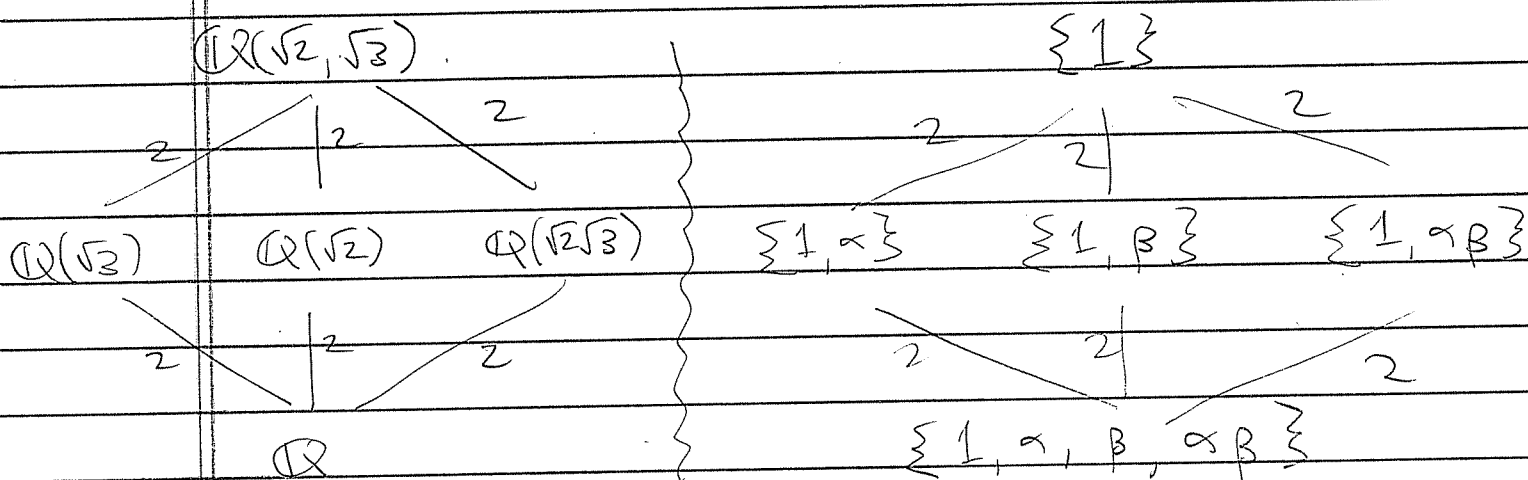 ℚ(√2, √3). {1}
2 2 2 2 2 2
ℚ(√3) ℚ(√2) ℚ(√2√3) {1, α} {1, β} {1, αβ}
2 2 2 2 2 2
ℚ {1, α, β, αβ}